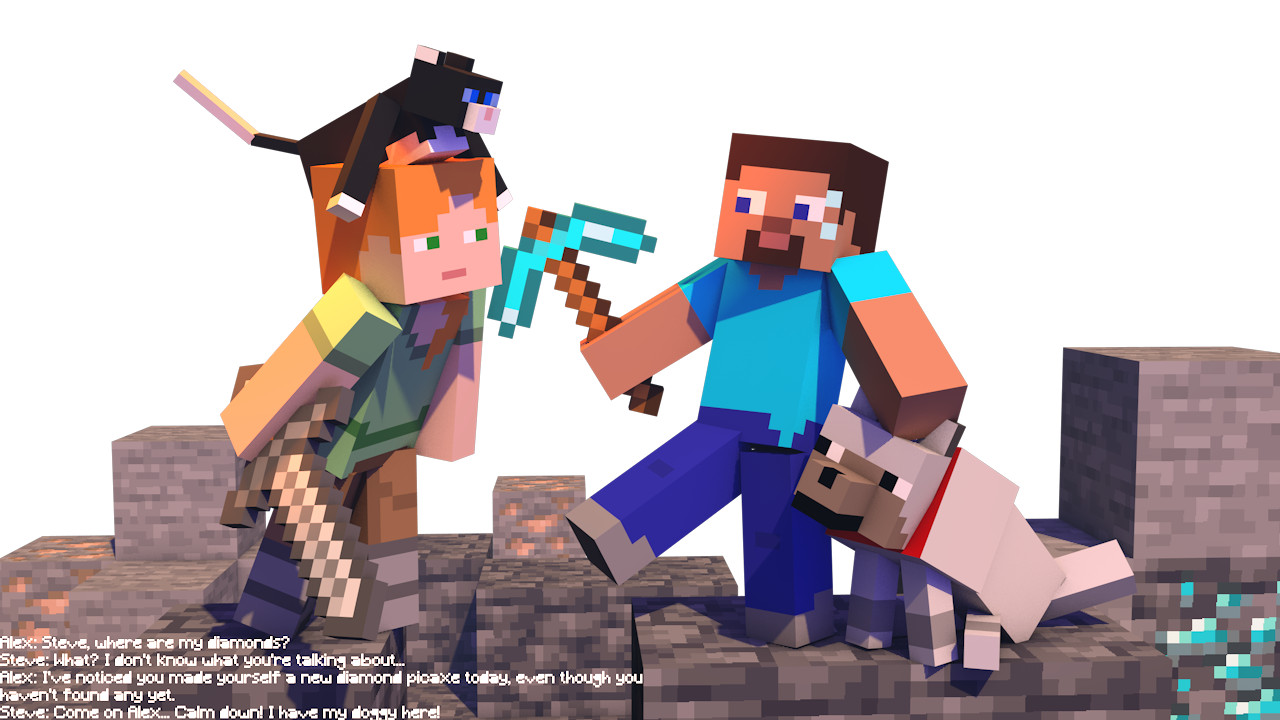 Alex: Steve, where are my diamonds?
Steve: What? I don't know what you're talking about...
Alex: I've noticed you made yourself a new diamond picaxe today, even though you
haven't found any yet.
Steve: Come on Alex... Calm down! I have my doggy here!